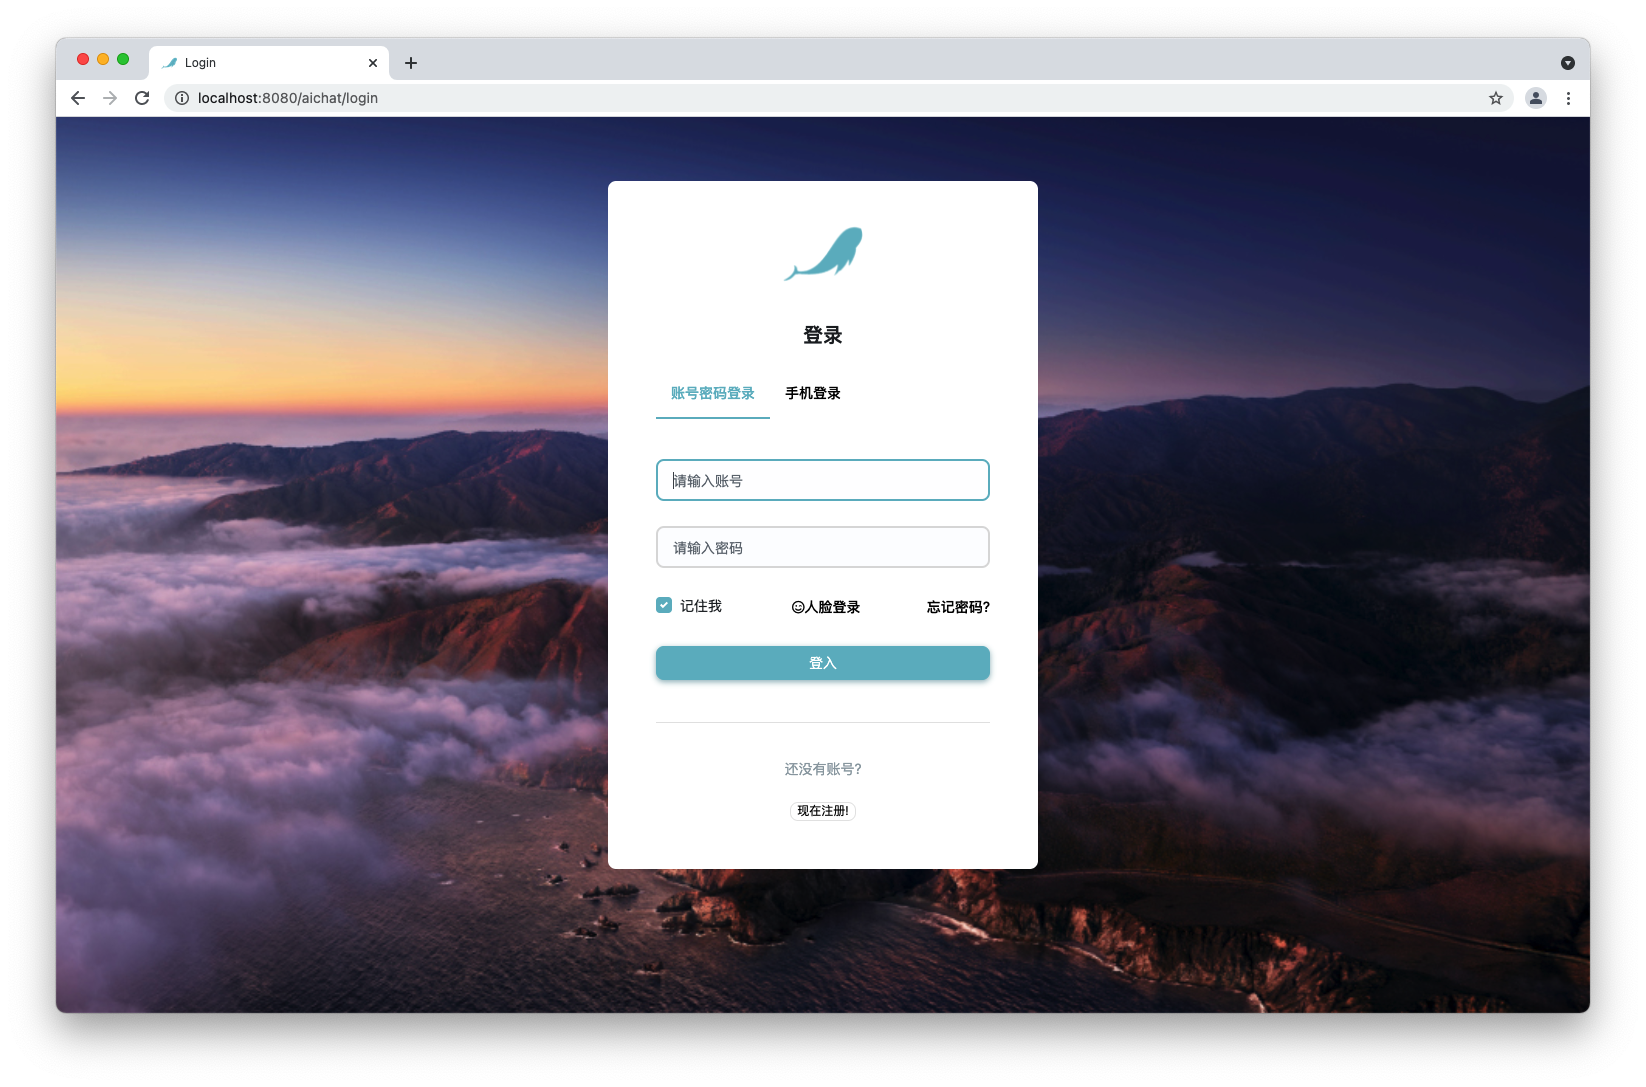 Login
localhost:8080/aichat/login
登录
账号密码登录 手机登录
请输入账号
请输入密码
记住我 人脸登录 忘记密码?
登入
还没有账号?
现在注册!